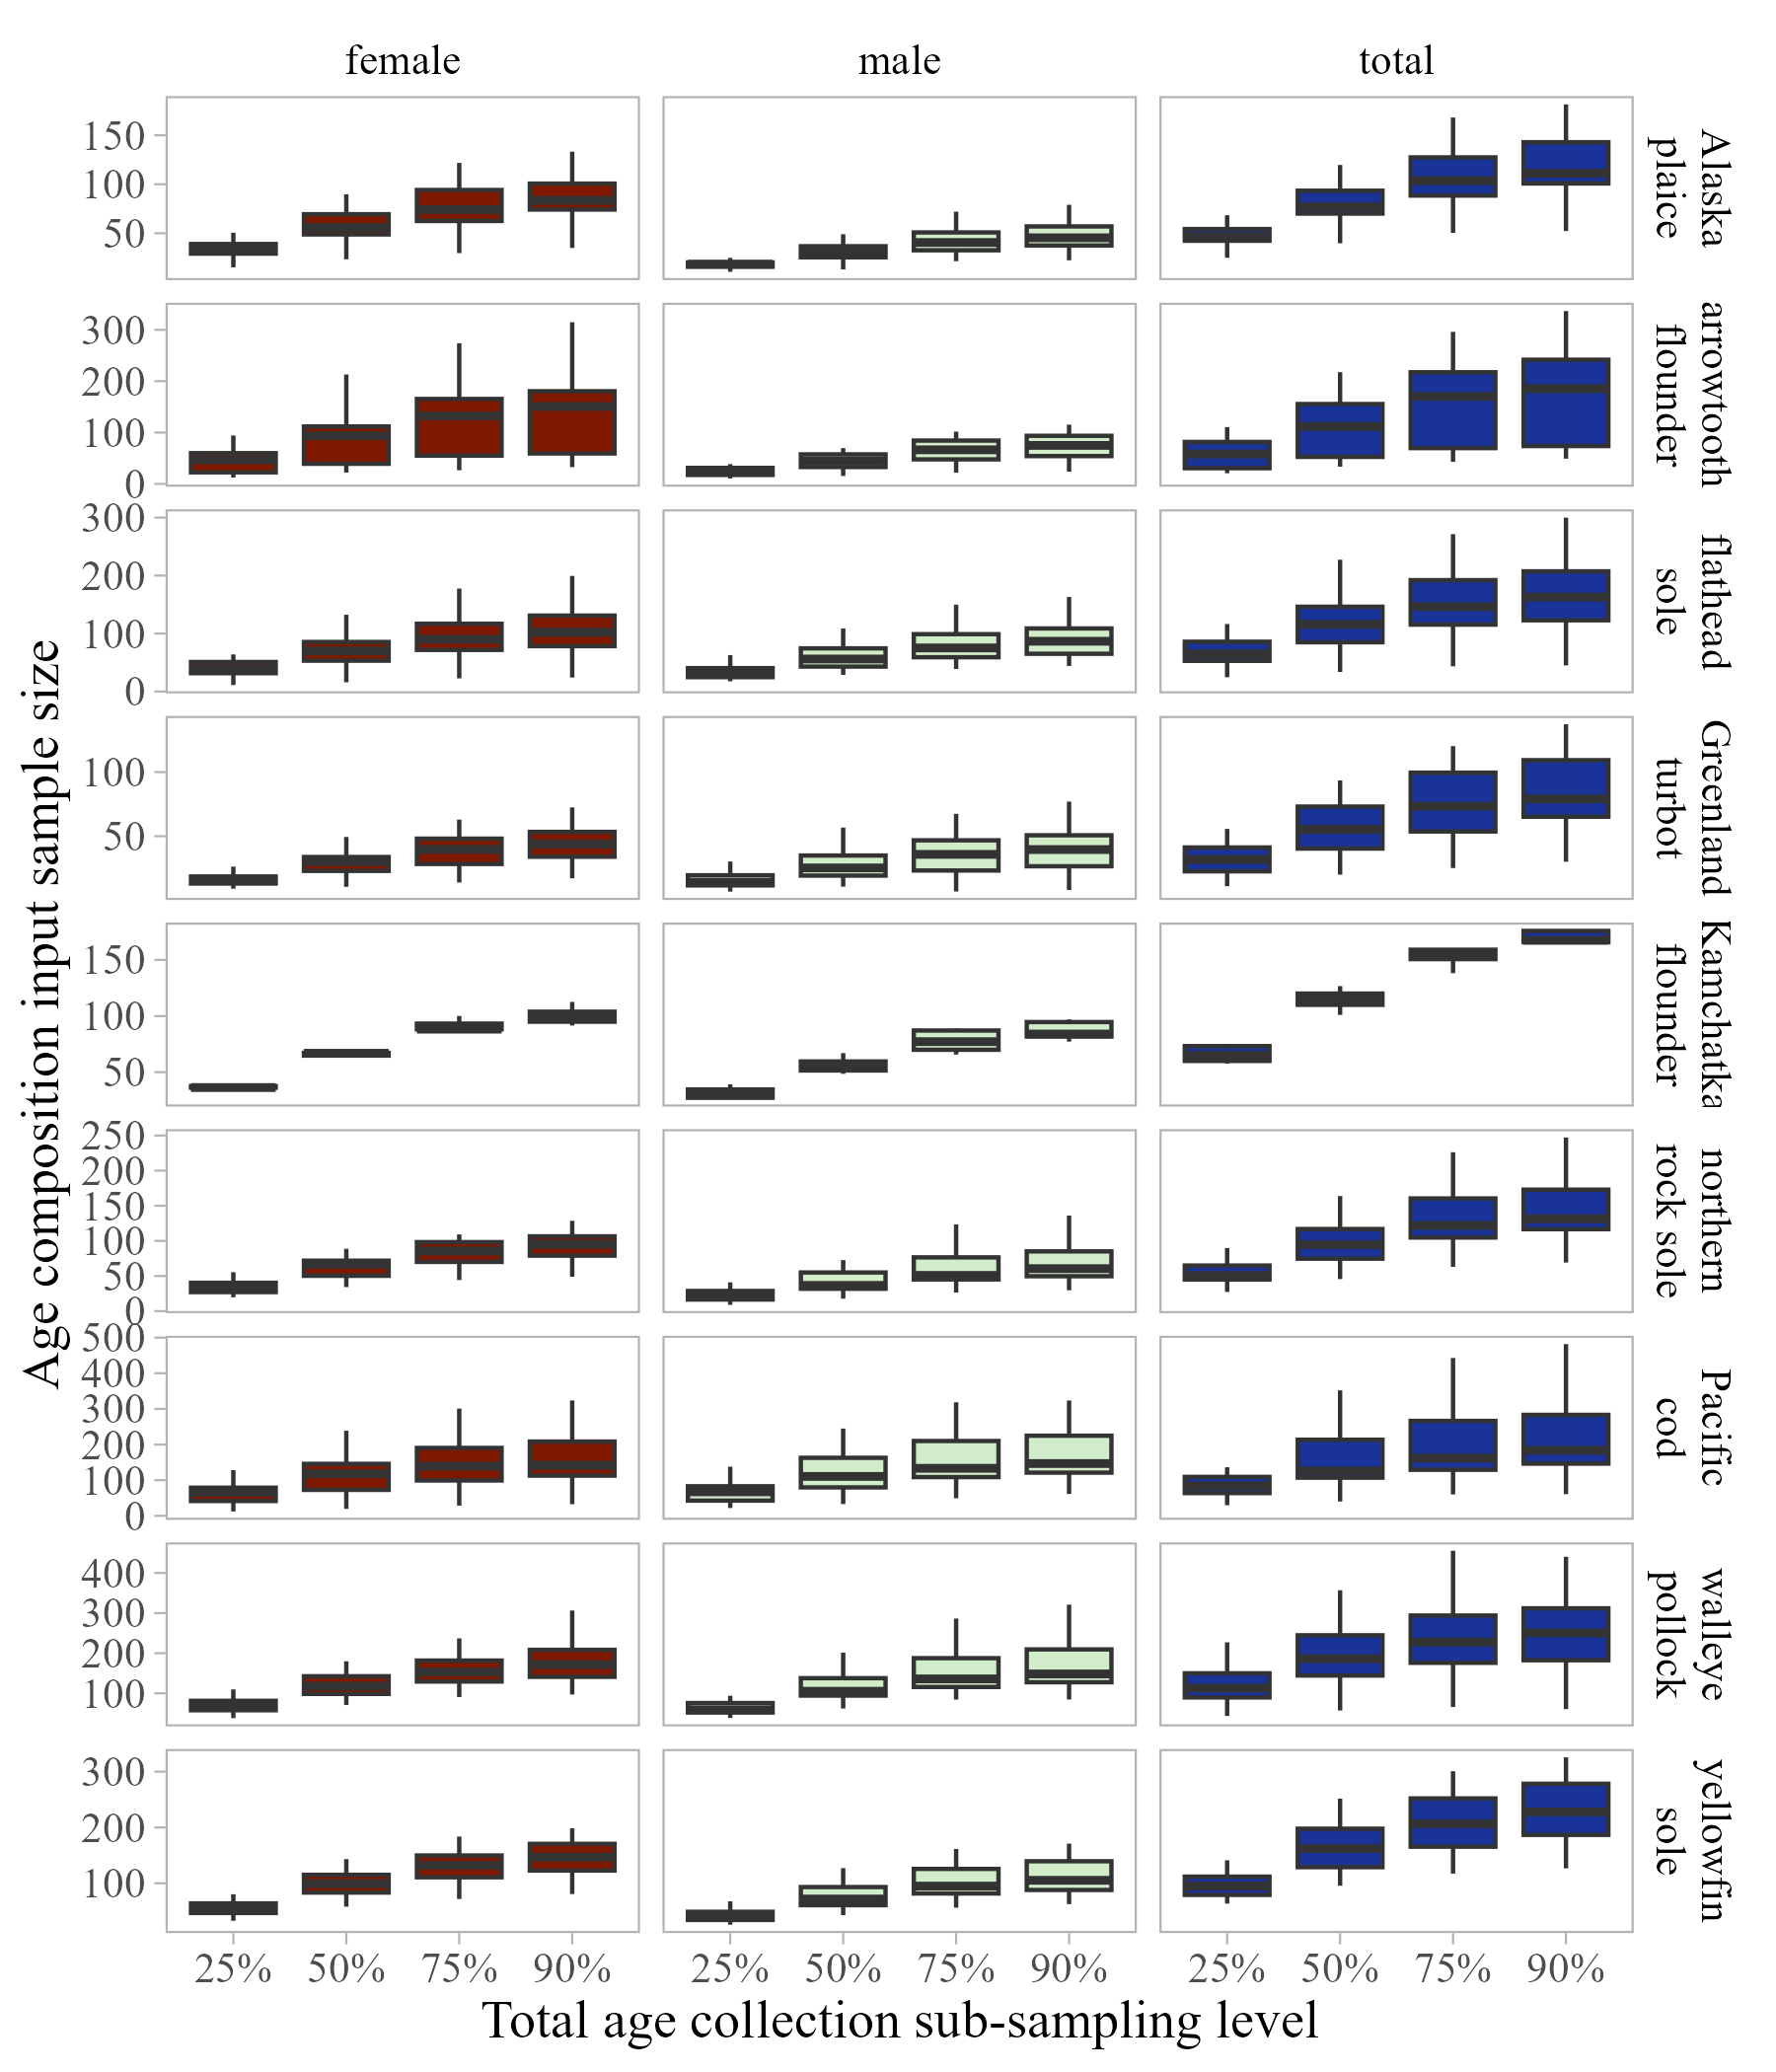 female male total
150
100
50
Alaska
plaice
300
200
100
0
arrowtooth
flounder
300
200
100
0
flathead
sole
100
50
Greenland
turbot
150
100
50
Kamchatka
flounder
250
200
150
100
50
0
northern
rock sole
500
400
300
200
100
0
Pacific
cod
400
300
200
100
walleye
pollock
300
200
100
yellowfin
sole
Age composition input sample size
25% 50% 75% 90% 25% 50% 75% 90% 25% 50% 75% 90%
Total age collection sub-sampling level